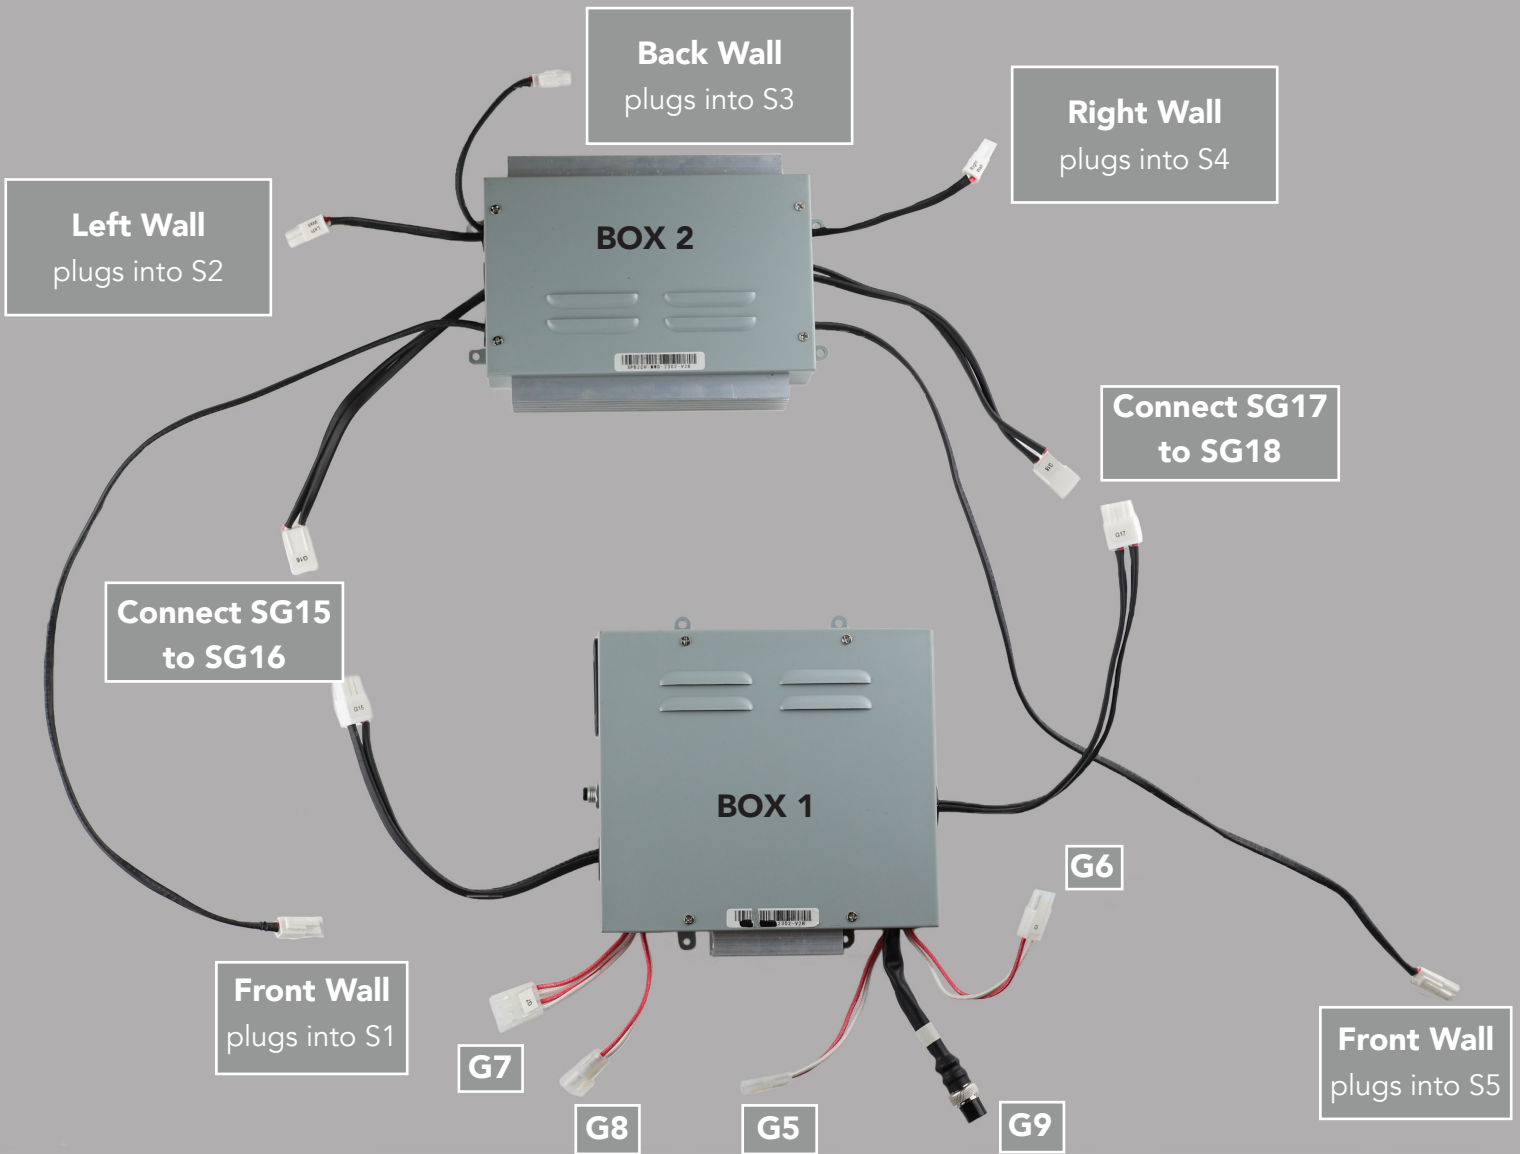 Back Wall
plugs into S3
Right Wall
plugs into S4
Left Wall
plugs into S2
BOX 2
Connect SG17
to SG18
G17
Connect SG15
to SG16
G15
BOX 1
G6
Front Wall
plugs into S1
G7
G8
G5
G9
Front Wall
plugs into S5